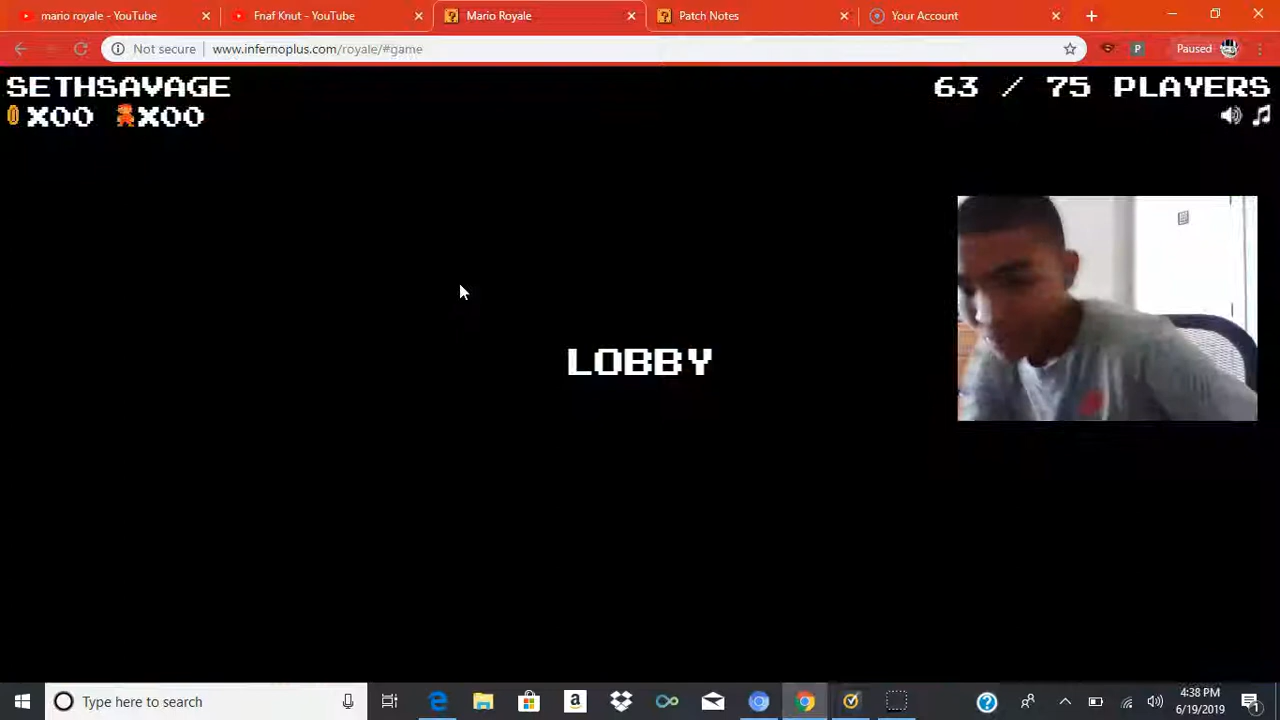 mario royale - YouTube
Fnaf Knut - YouTube
Mario Royale
Patch Notes
Your Account
Not secure
www.infernoplus.com/royale/#game
P
Paused
SETHSAVAGE
63 / 75 PLAYERS
X00
X00
LOBBY
Type here to search
a
4:38 PM
6/19/2019